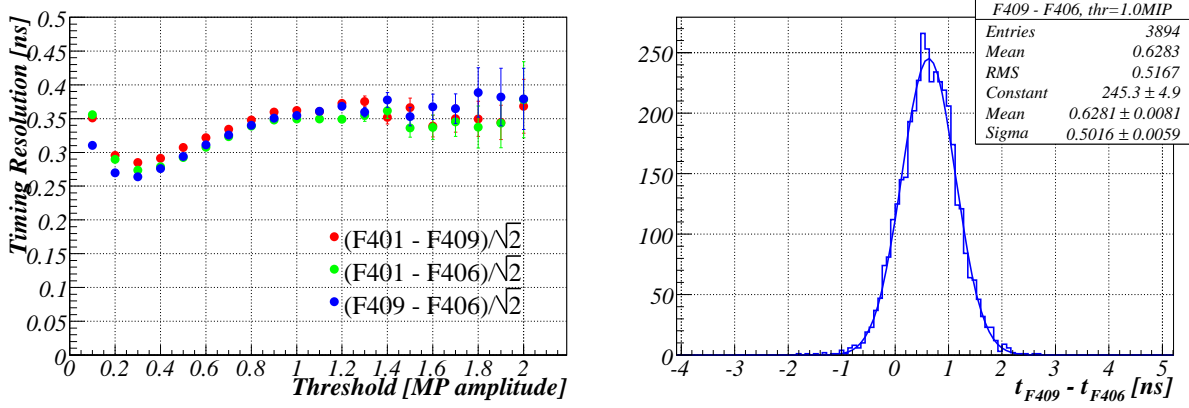 Timing Resolution [ns]
0.5
0.45
0.4
0.35
0.3
0.25
0.2
0.15
0.1
0.05
0
(F401 - F409)/√2
(F401 - F406)/√2
(F409 - F406)/√2
0 0.2 0.4 0.6 0.8 1 1.2 1.4 1.6 1.8 2
Threshold [MP amplitude]
F409 - F406, thr=1.0MIP
Entries 3894
Mean 0.6283
RMS 0.5167
Constant 245.3 ± 4.9
Mean 0.6281 ± 0.0081
Sigma 0.5016 ± 0.0059
250
200
150
100
50
0
-4 -3 -2 -1 0 1 2 3 4 5
t F409 - t F406 [ns]